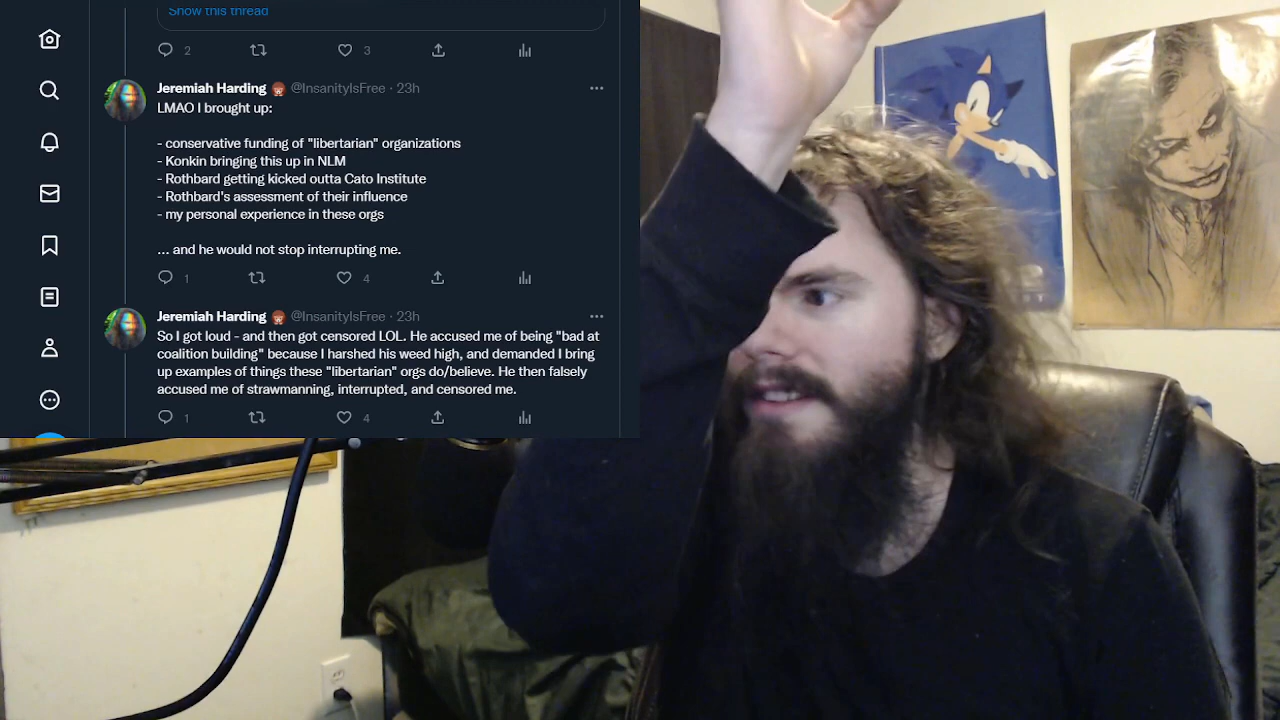 Show this thread
2
3
Jeremiah Harding @InsanityIsFree · 23h
LMAO I brought up:
- conservative funding of "libertarian" organizations
- Konkin bringing this up in NLM
- Rothbard getting kicked outta Cato Institute
- Rothbard's assessment of their influence
- my personal experience in these orgs
... and he would not stop interrupting me.
1
4
Jeremiah Harding @InsanityIsFree · 23h
So I got loud - and then got censored LOL. He accused me of being "bad at
coalition building" because I harshed his weed high, and demanded I bring
up examples of things these "libertarian" orgs do/believe. He then falsely
accused me of strawmanning, interrupted, and censored me.
1
4